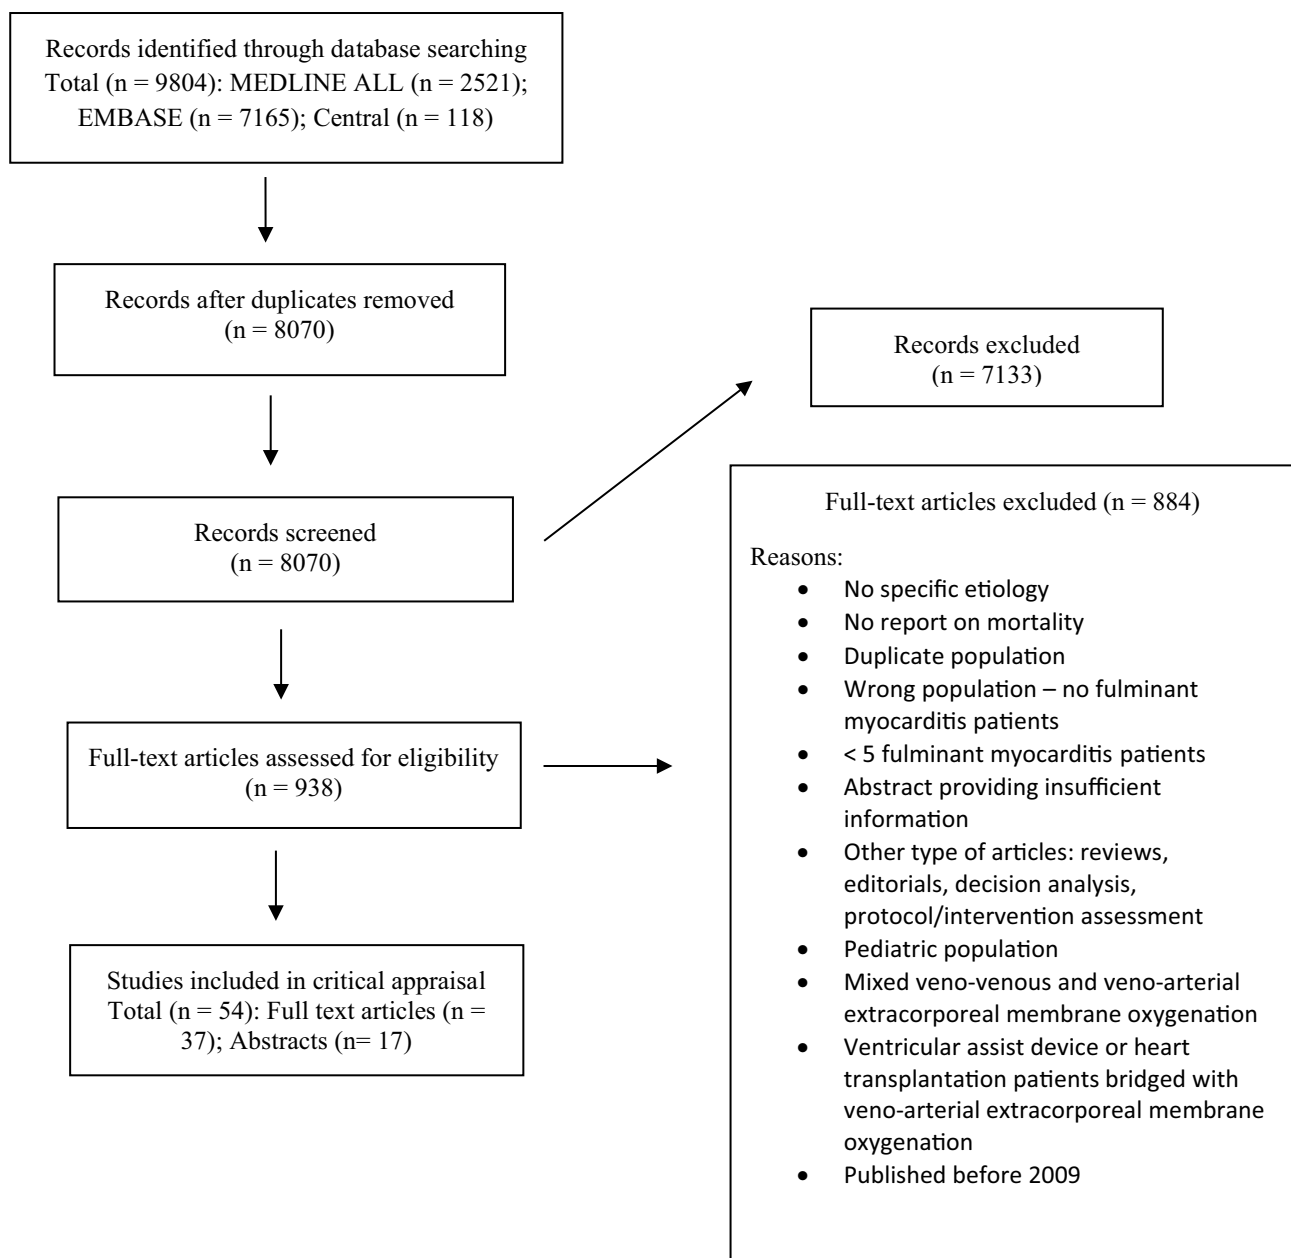 Records identified through database searching
Total (n = 9804): MEDLINE ALL (n = 2521);
EMBASE (n = 7165); Central (n = 118)
Records after duplicates removed
(n = 8070)
Records excluded
(n = 7133)
Records screened
(n = 8070)
Full-text articles assessed for eligibility
(n = 938)
Full-text articles excluded (n = 884)
Reasons:
• No specific etiology
• No report on mortality
• Duplicate population
• Wrong population – no fulminant
myocarditis patients
• < 5 fulminant myocarditis patients
• Abstract providing insufficient
information
• Other type of articles: reviews,
editorials, decision analysis,
protocol/intervention assessment
• Pediatric population
• Mixed veno-venous and veno-arterial
extracorporeal membrane oxygenation
• Ventricular assist device or heart
transplantation patients bridged with
veno-arterial extracorporeal membrane
oxygenation
• Published before 2009
Studies included in critical appraisal
Total (n = 54): Full text articles (n =
37); Abstracts (n= 17)